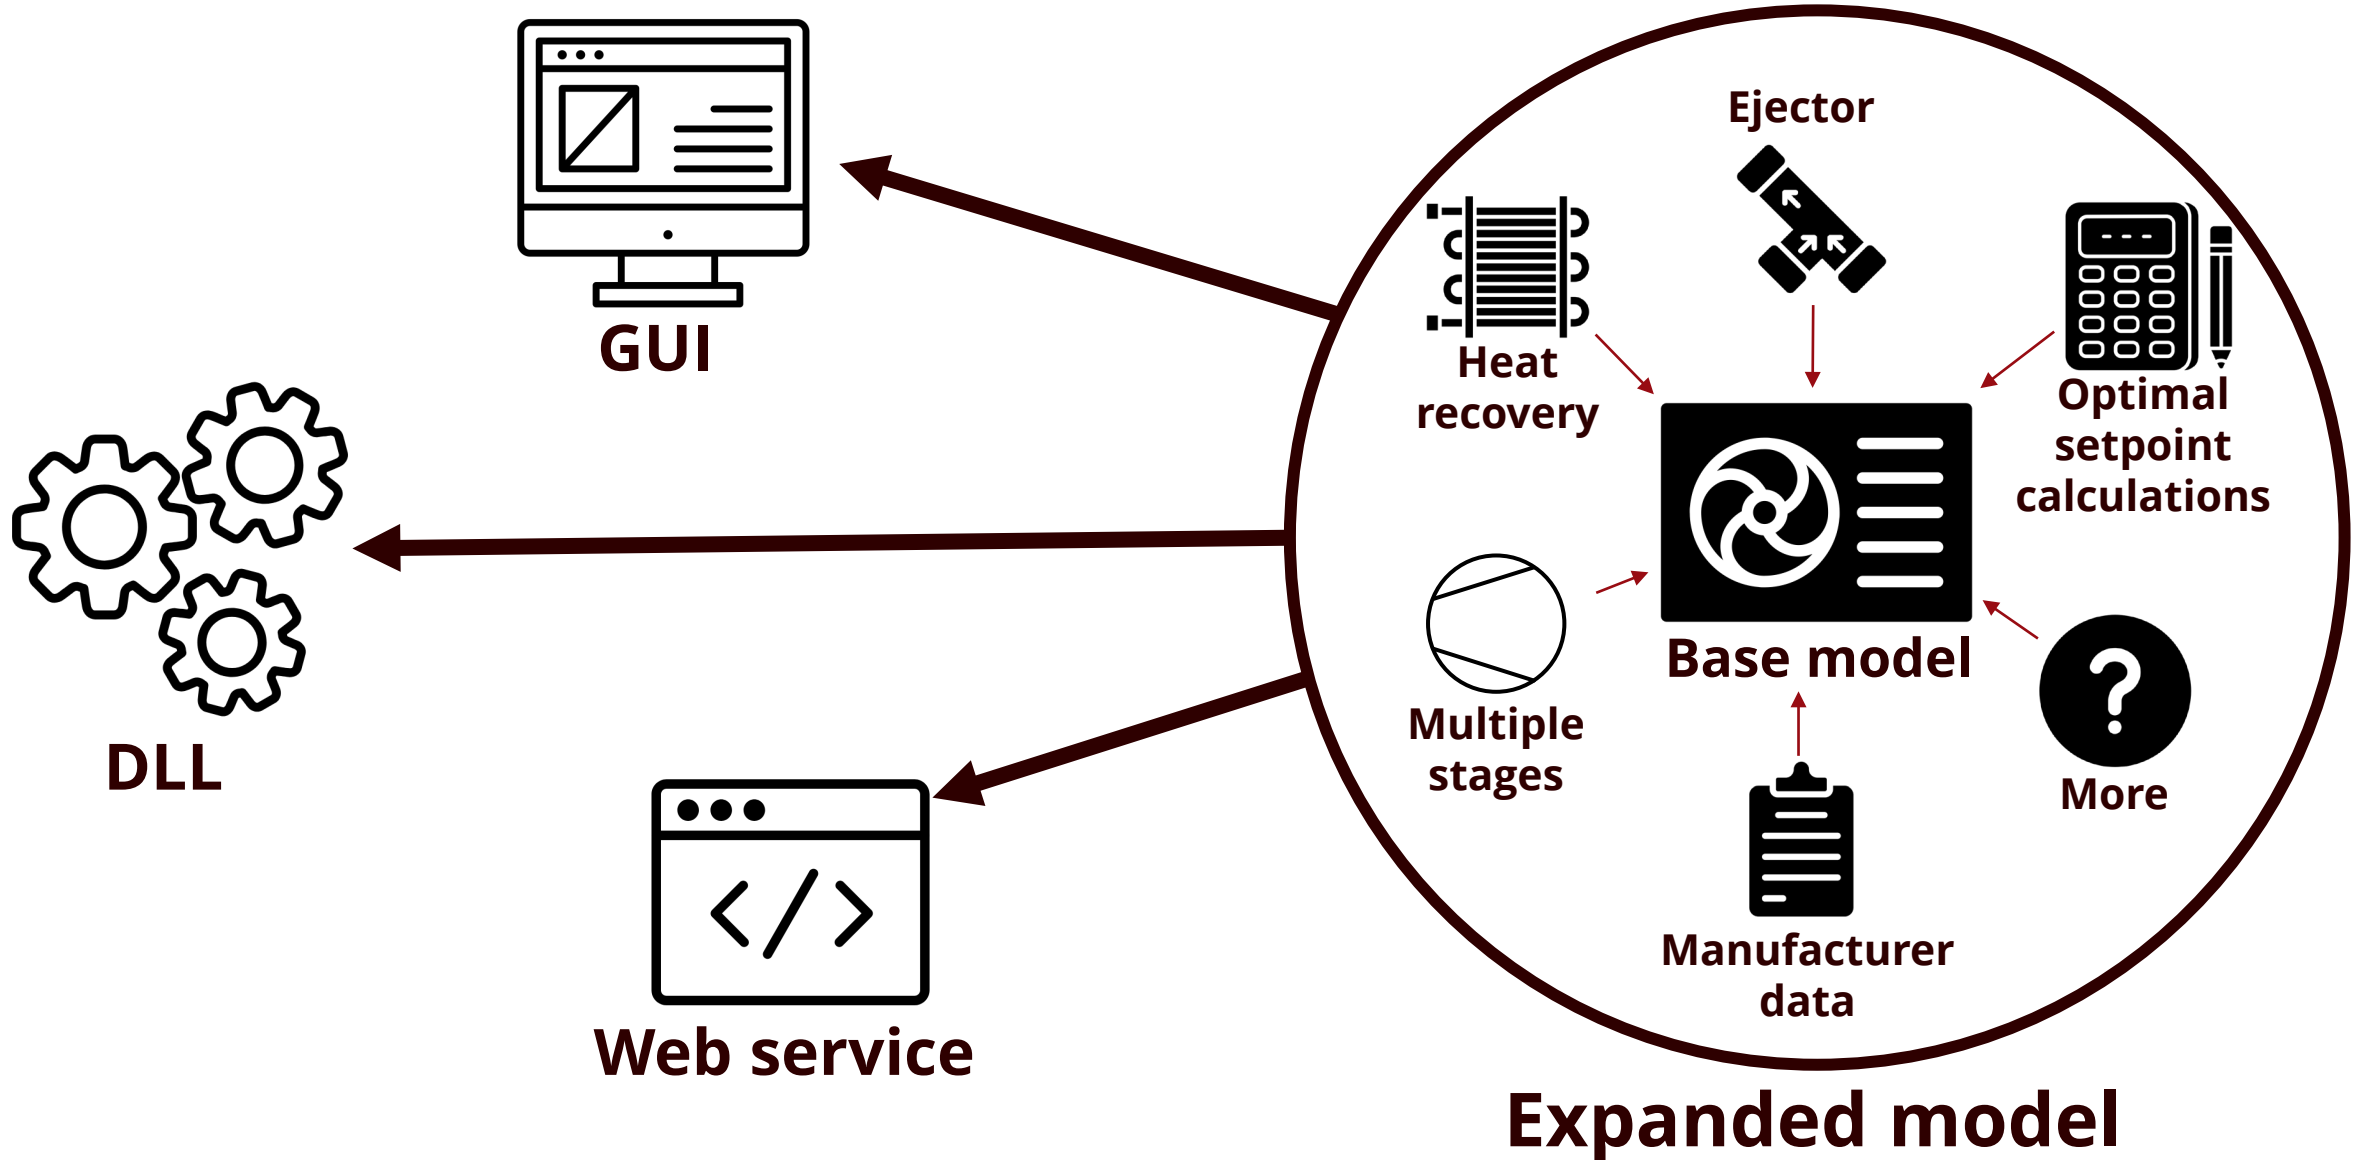 GUI
DLL
Web service
Ejector
Heat
recovery
Optimal
setpoint
calculations
Base model
Multiple
stages
More
Manufacturer
data
Expanded model